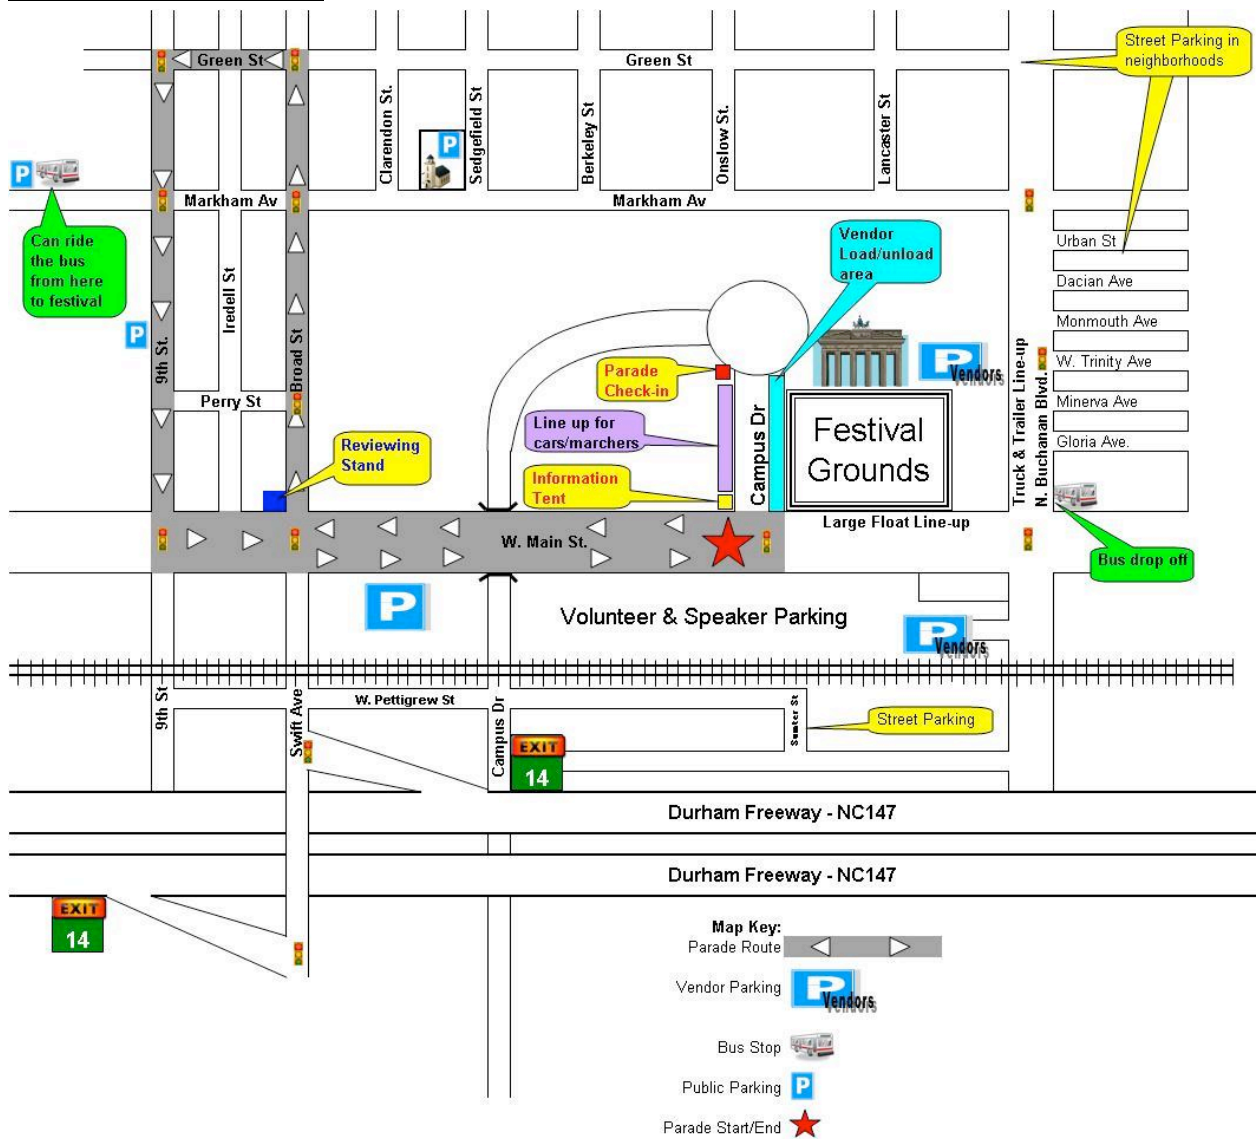 Green St
Green St
Street Parking in
neighborhoods
Clarendon St.
Sedgefield St
Berkeley St
Onslow St.
Lancaster St
P
P
Markham Av
Markham Av
Can ride
the bus
from here
to festival
Vendor
Load/unload
area
Urban St
Dacian Ave
Monmouth Ave
W. Trinity Ave
Minerva Ave
Gloria Ave.
Iredell St
9th St.
Broad St
P
Perry St
Parade
Check-in
Line up for
cars/marchers
Information
Tent
Reviewing
Stand
Campus Dr
P
Vendors
Festival
Grounds
Truck & Trailer Line-up
N. Buchanan Blvd.
Large Float Line-up
W. Main St.
Bus drop off
P
Volunteer & Speaker Parking
P
Vendors
9th St
Swift Ave
W. Pettigrew St
Campus Dr
Sumter St
Street Parking
EXIT
14
Durham Freeway - NC147
Durham Freeway - NC147
EXIT
14
Map Key:
Parade Route
Vendor Parking
P
Vendors
Bus Stop
Public Parking
P
Parade Start/End